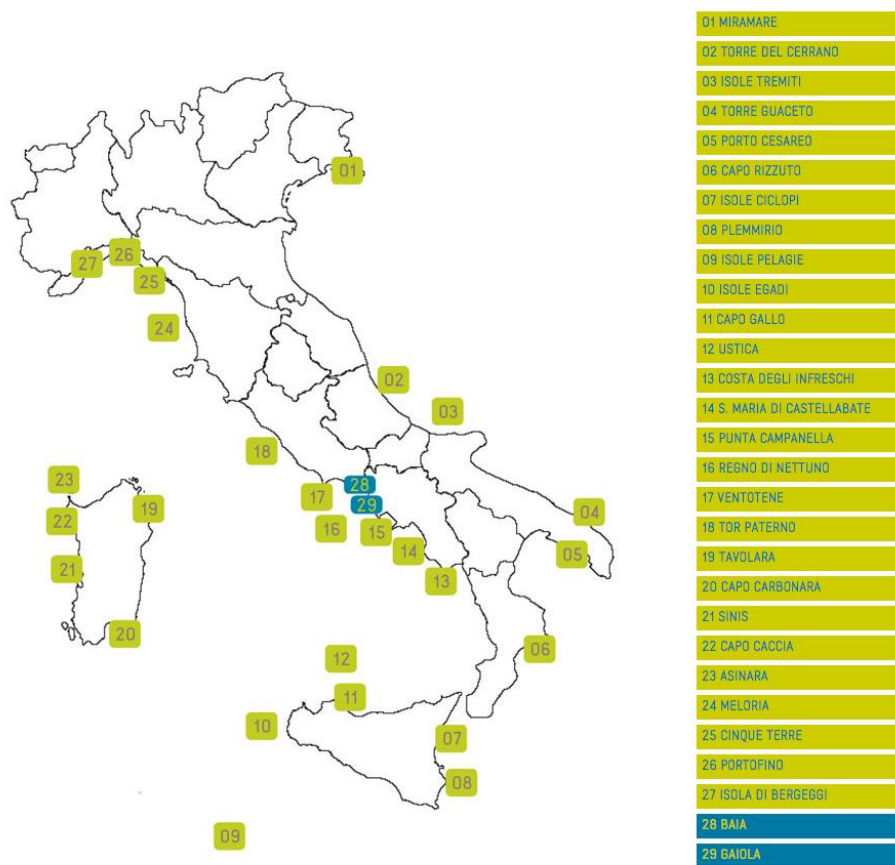 01
26
27
25
24
02
03
18
23
28
17
29
19
22
16
15
04
14
05
21
13
20
06
12
11
10
07
08
09
01 MIRAMARE
02 TORRE DEL CERRANO
03 ISOLE TREMITI
04 TORRE GUACETO
05 PORTO CESAREO
06 CAPO RIZZUTO
07 ISOLE CICLOPI
08 PLEMMIRIO
09 ISOLE PELAGIE
10 ISOLE EGADI
11 CAPO GALLO
12 USTICA
13 COSTA DEGLI INFRESCHI
14 S. MARIA DI CASTELLABATE
15 PUNTA CAMPANELLA
16 REGNO DI NETTUNO
17 VENTOTENE
18 TOR PATERNO
19 TAVOLARA
20 CAPO CARBONARA
21 SINIS
22 CAPO CACCIA
23 ASINARA
24 MELORIA
25 CINQUE TERRE
26 PORTOFINO
27 ISOLA DI BERGEGGI
28 BAIA
29 GAIOLA